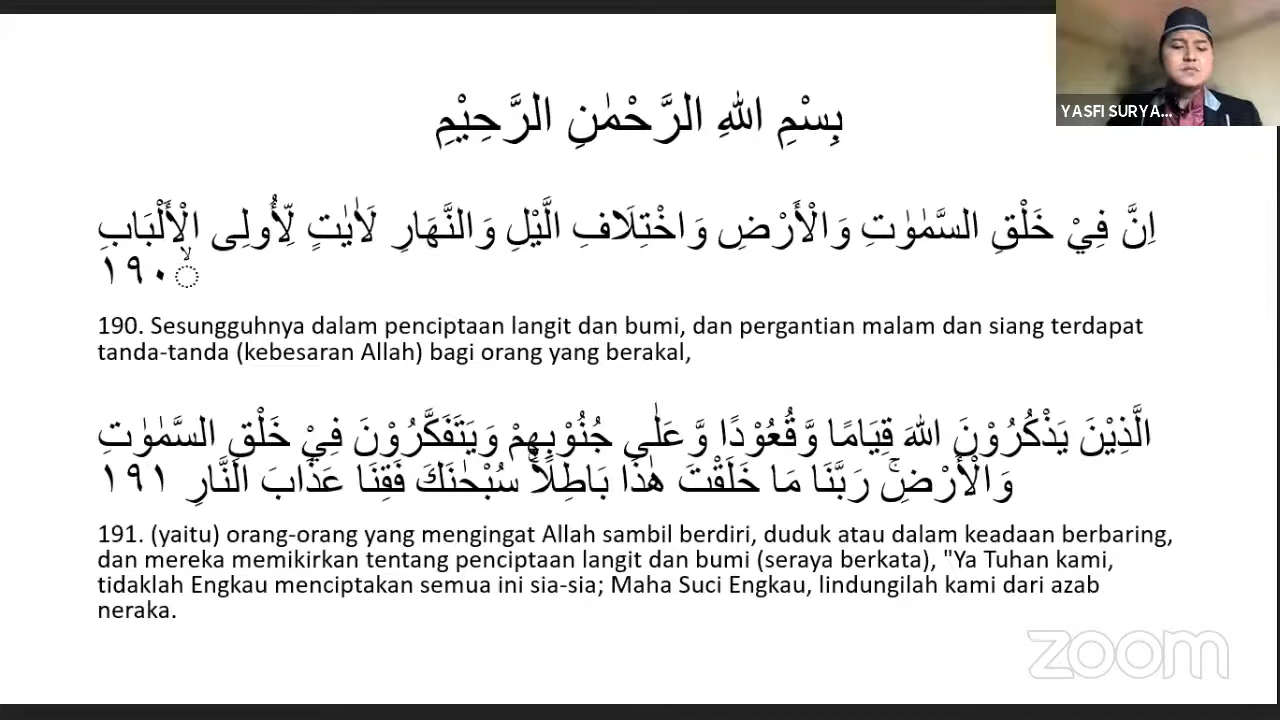 بِسْمِ اللهِ الرَّحْمٰنِ الرَّحِيْمِ
YASFI SURYA...
اِنَّ فِيْ خَلْقِ السَّمٰوٰتِ وَالْأَرْضِ وَاخْتِلَافِ الَّيْلِ وَالنَّهَارِ لَاٰيٰتٍ لِّأُولِى الْأَلْبَابِ
ۙ ١٩٠
190. Sesungguhnya dalam penciptaan langit dan bumi, dan pergantian malam dan siang terdapat
tanda-tanda (kebesaran Allah) bagi orang yang berakal,
الَّذِيْنَ يَذْكُرُوْنَ اللهَ قِيَامًا وَّقُعُوْدًا وَّعَلٰى جُنُوْبِهِمْ وَيَتَفَكَّرُوْنَ فِيْ خَلْقِ السَّمٰوٰتِ
وَالْأَرْضِۚ رَبَّنَا مَا خَلَقْتَ هٰذَا بَاطِلًاۚ سُبْحٰنَكَ فَقِنَا عَذَابَ النَّارِ ١٩١
191. (yaitu) orang-orang yang mengingat Allah sambil berdiri, duduk atau dalam keadaan berbaring,
dan mereka memikirkan tentang penciptaan langit dan bumi (seraya berkata), "Ya Tuhan kami,
tidaklah Engkau menciptakan semua ini sia-sia; Maha Suci Engkau, lindungilah kami dari azab
neraka.
zoom